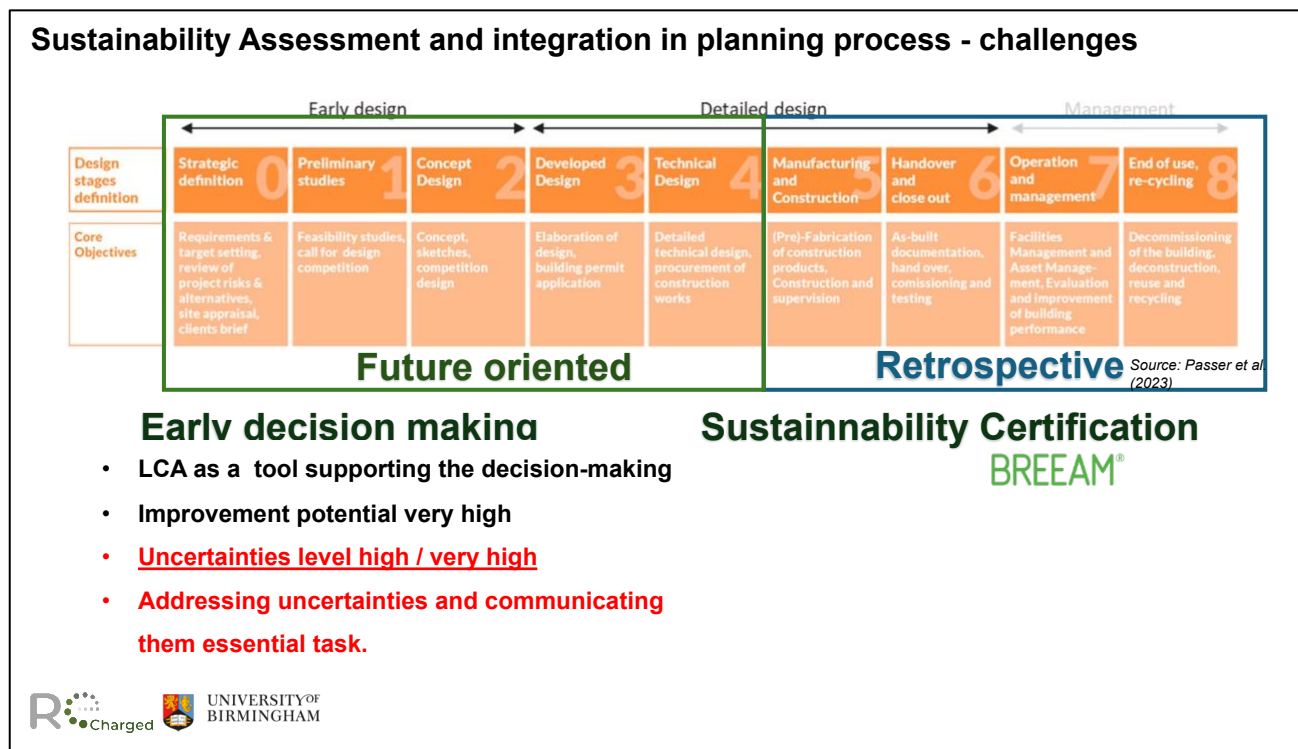 Sustainability Assessment and integration in planning process - challenges
Early design
Detailed design
Management
Design
stages
definition
Strategic
definition
0
Preliminary
studies
1
Concept
Design
2
Developed
Design
3
Technical
Design
4
Manufacturing
and
Construction
5
Handover
and
close out
6
Operation
and
management
7
End of use,
re-cycling
8
Core
Objectives
Requirements &
target setting,
review of
project risks &
alternatives,
site appraisal,
clients brief
Feasibility studies,
call for design
competition
Concept,
sketches,
competition
design
Elaboration of
design,
building permit
application
Detailed
technical design,
procurement of
construction
works
(Pre)-Fabrication
of construction
products,
Construction and
supervision
As-built
documentation,
hand over,
comissioning and
testing
Facilities
Management and
Asset Manage-
ment, Evaluation
and improvement
of building
performance
Decommissioning
of the building,
deconstruction,
reuse and
recycling
Future oriented
Retrospective
Source: Passer et al.
(2023)
Early decision making
Sustainnability Certification
BREEAM®
• LCA as a tool supporting the decision-making
• Improvement potential very high
• Uncertainties level high / very high
• Addressing uncertainties and communicating
them essential task.
R Charged
UNIVERSITY OF
BIRMINGHAM